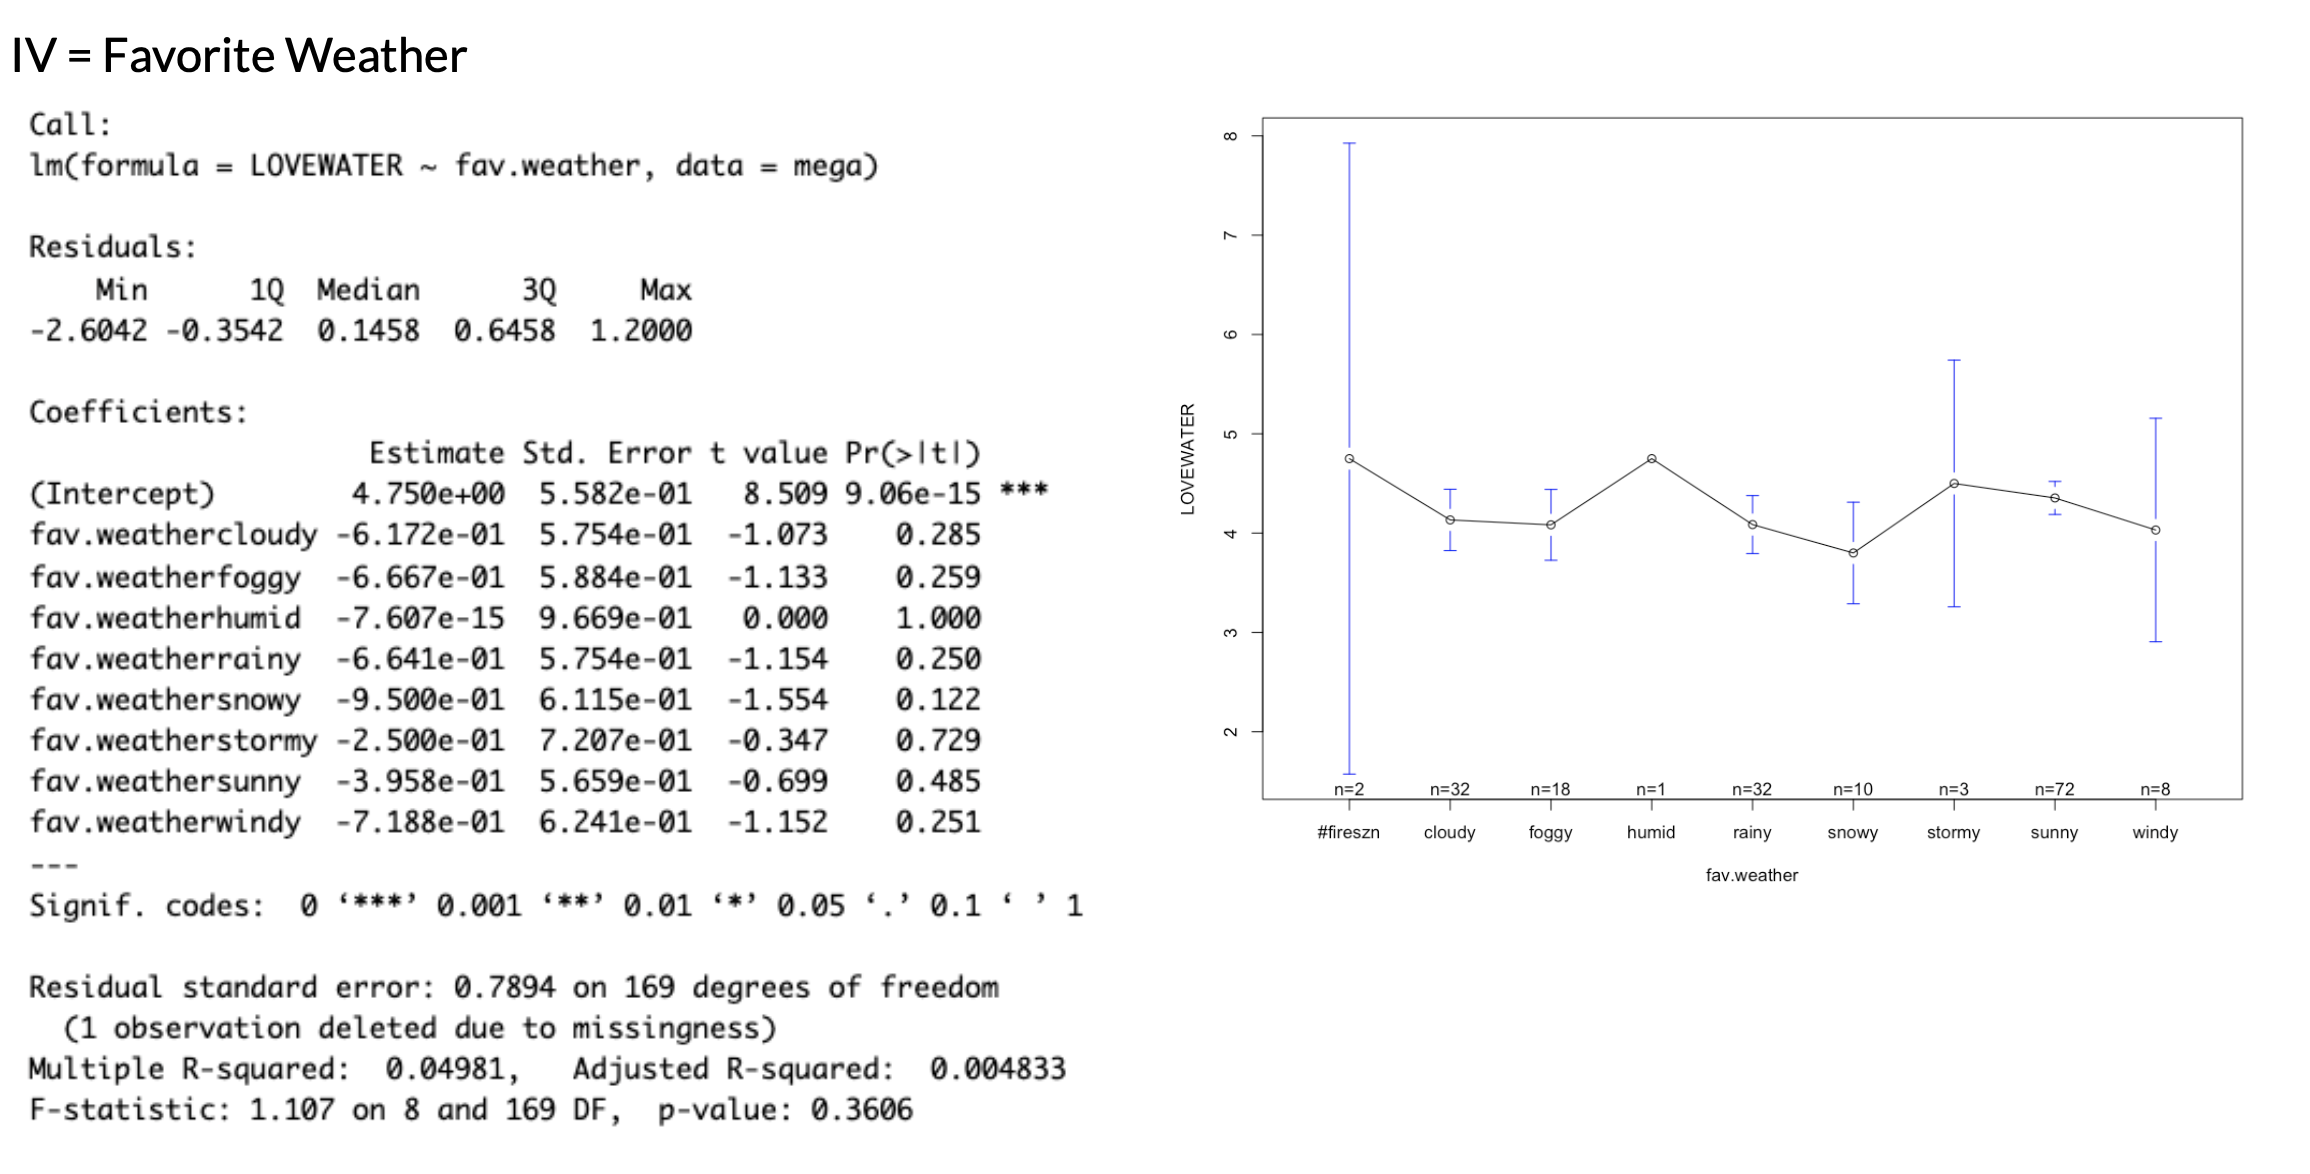 IV = Favorite Weather
Call:
lm(formula = LOVEWATER ~ fav.weather, data = mega)
Residuals:
Min 1Q Median 3Q Max
-2.6042 -0.3542 0.1458 0.6458 1.2000
Coefficients:
Estimate Std. Error t value Pr(>|t|)
(Intercept) 4.750e+00 5.582e-01 8.509 9.06e-15 ***
fav.weathercloudy -6.172e-01 5.754e-01 -1.073 0.285
fav.weatherfoggy -6.667e-01 5.884e-01 -1.133 0.259
fav.weatherhumid -7.607e-15 9.669e-01 0.000 1.000
fav.weatherrainy -6.641e-01 5.754e-01 -1.154 0.250
fav.weathersnowy -9.500e-01 6.115e-01 -1.554 0.122
fav.weatherstormy -2.500e-01 7.207e-01 -0.347 0.729
fav.weathersunny -3.958e-01 5.659e-01 -0.699 0.485
fav.weatherwindy -7.188e-01 6.241e-01 -1.152 0.251
---
Signif. codes: 0 ‘***’ 0.001 ‘**’ 0.01 ‘*’ 0.05 ‘.’ 0.1 ‘ ’ 1
Residual standard error: 0.7894 on 169 degrees of freedom
(1 observation deleted due to missingness)
Multiple R-squared: 0.04981, Adjusted R-squared: 0.004833
F-statistic: 1.107 on 8 and 169 DF, p-value: 0.3606
LOVEWATER
8
7
6
5
4
3
2
n=2 n=32 n=18 n=1 n=32 n=10 n=3 n=72 n=8
#fireszn cloudy foggy humid rainy snowy stormy sunny windy
fav.weather